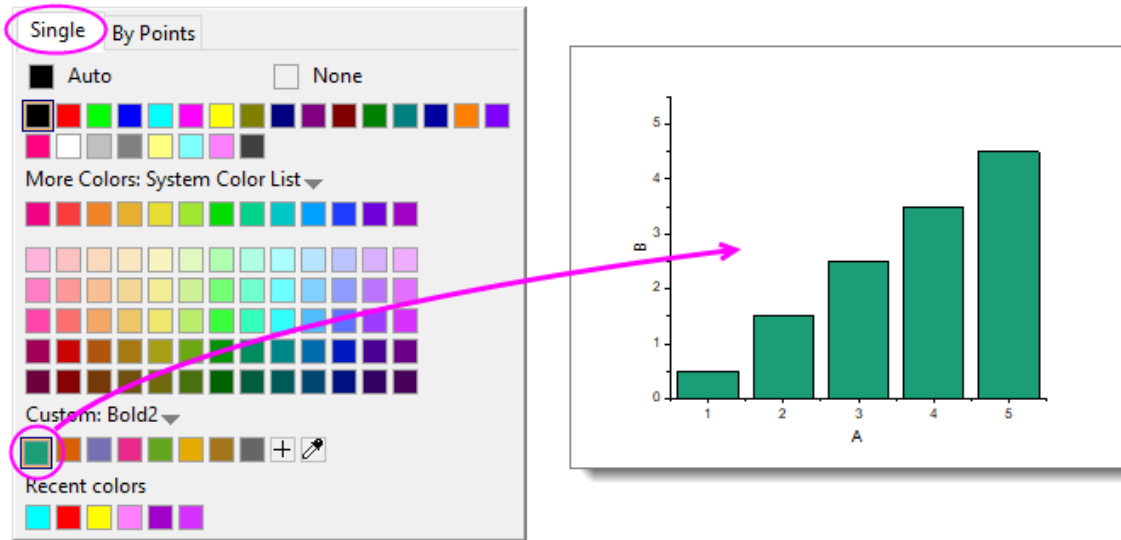 Single By Points
Auto None
More Colors: System Color List
Custom: Bold2
Recent colors
5
4
3
2
1
0
B
1 2 3 4 5
A